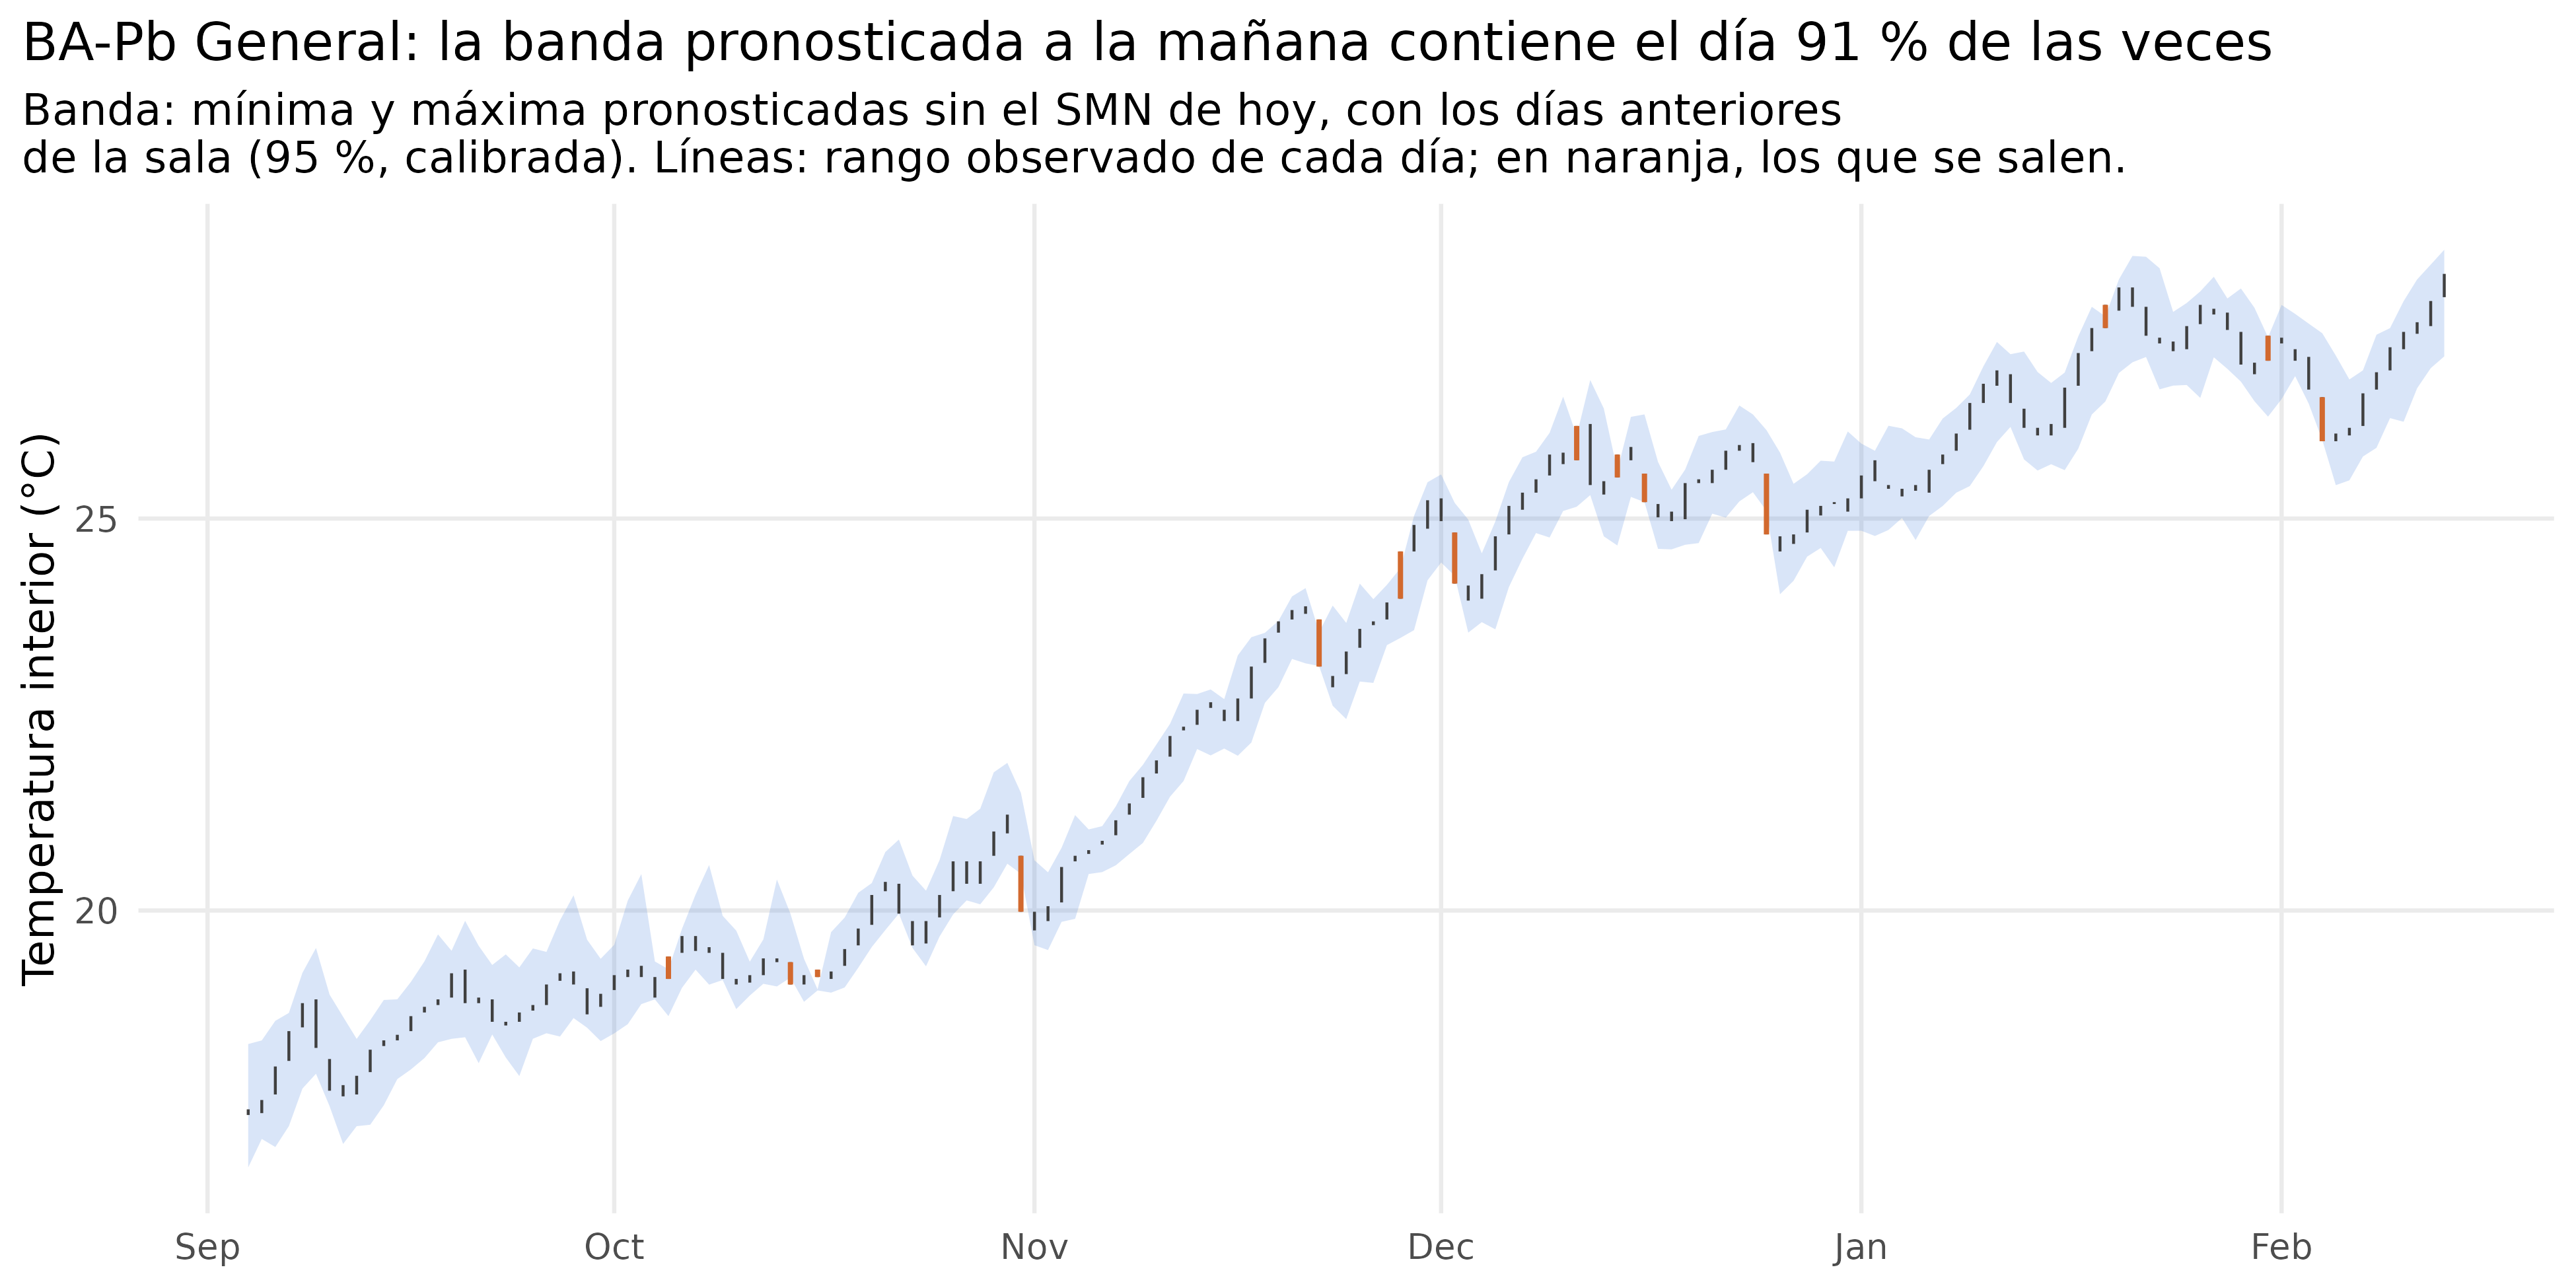 BA-Pb General: la banda pronosticada a la mañana contiene el día 91 % de las veces
Banda: mínima y máxima pronosticadas sin el SMN de hoy, con los días anteriores
de la sala (95 %, calibrada). Líneas: rango observado de cada día; en naranja, los que se salen.
Temperatura interior (°C)
25
20
Sep
Oct
Nov
Dec
Jan
Feb